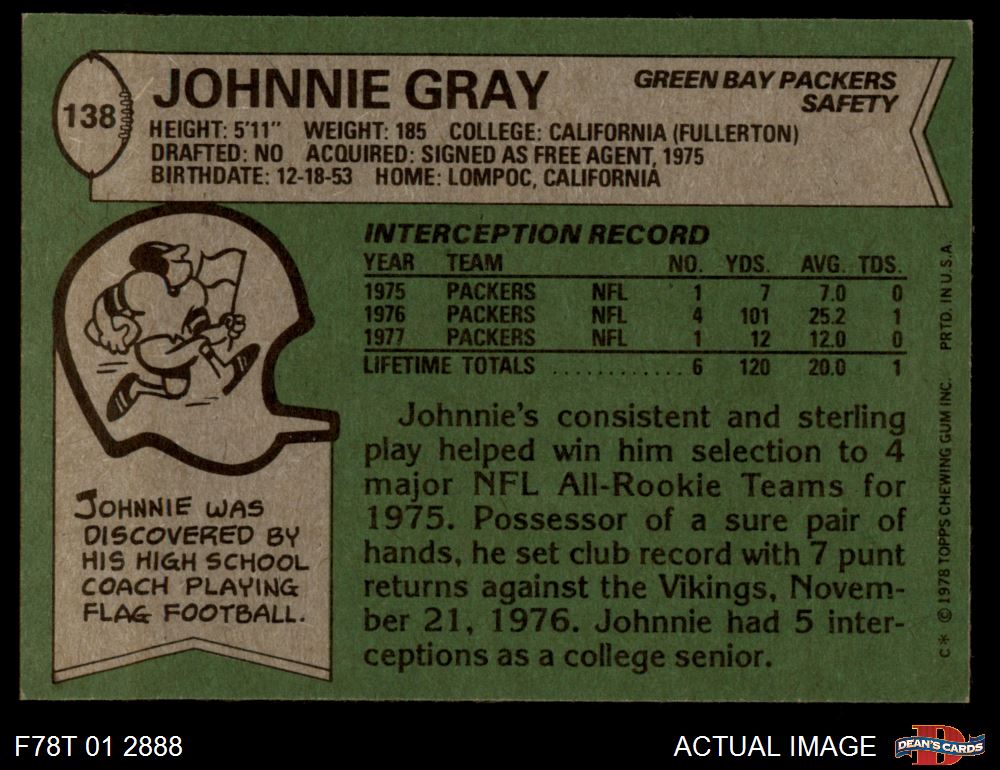 138
JOHNNIE GRAY
GREEN BAY PACKERS
SAFETY
HEIGHT: 5'11" WEIGHT: 185 COLLEGE: CALIFORNIA (FULLERTON)
DRAFTED: NO ACQUIRED: SIGNED AS FREE AGENT, 1975
BIRTHDATE: 12-18-53 HOME: LOMPOC, CALIFORNIA
INTERCEPTION RECORD
YEAR TEAM NO. YDS. AVG. TDS.
1975 PACKERS NFL 1 7 7.0 0
1976 PACKERS NFL 4 101 25.2 1
1977 PACKERS NFL 1 12 12.0 0
LIFETIME TOTALS . . . . . . . . . . . . 6 120 20.0 1
Johnnie's consistent and sterling
play helped win him selection to 4
major NFL All-Rookie Teams for
1975. Possessor of a sure pair of
hands, he set club record with 7 punt
returns against the Vikings, Novem-
ber 21, 1976. Johnnie had 5 inter-
ceptions as a college senior.
JOHNNIE WAS
DISCOVERED BY
HIS HIGH SCHOOL
COACH PLAYING
FLAG FOOTBALL.
C* © 1978 TOPPS CHEWING GUM INC. PRTD. IN U.S.A.
F78T 01 2888
ACTUAL IMAGE
D
DEAN'S CARDS